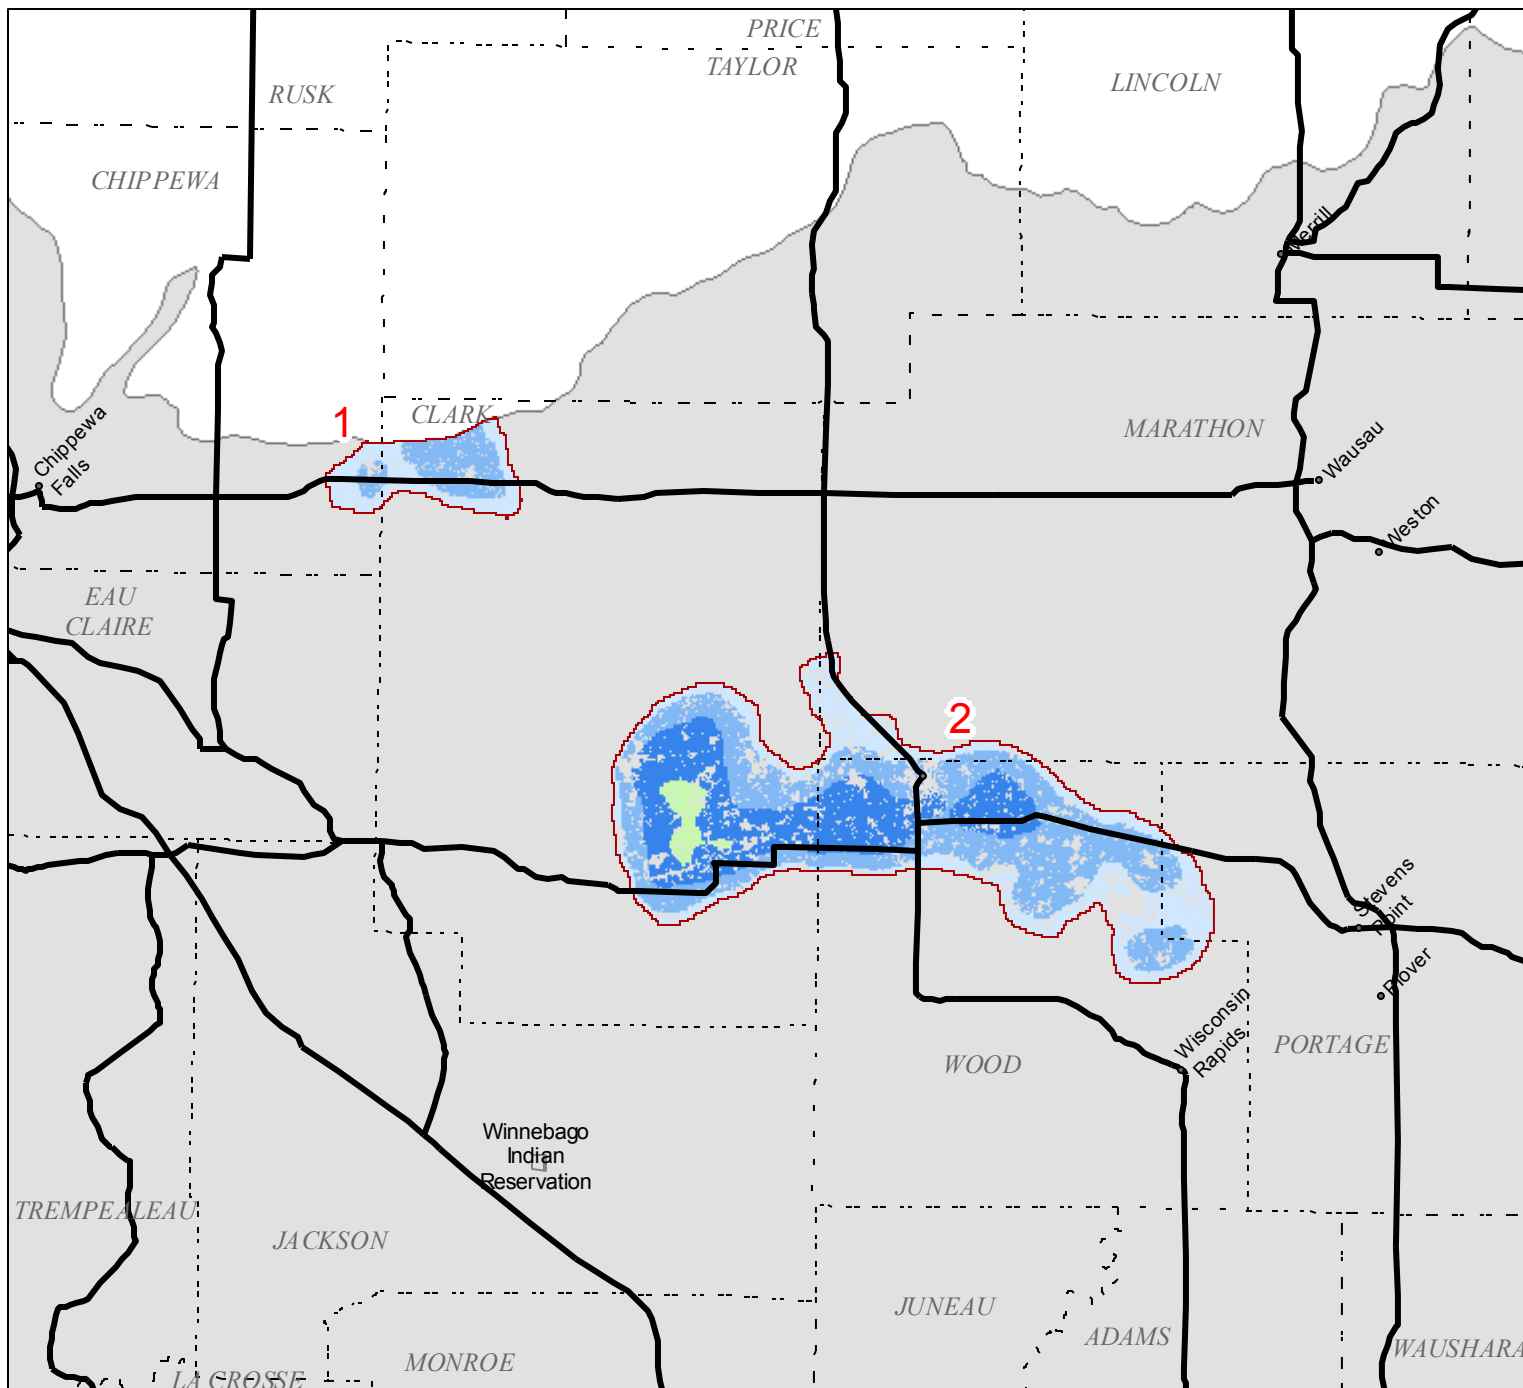 PRICE
TAYLOR
LINCOLN
RUSK
CHIPPEWA
Merrill
1
CLARK
MARATHON
Chippewa
Falls
Wausau
Weston
EAU
CLAIRE
2
Stevens
Point
Plover
Wisconsin
Rapids
PORTAGE
WOOD
Winnebago
Indian
Reservation
TREMPEALEAU
JACKSON
JUNEAU
ADAMS
MONROE
WAUSHARA
LA CROSSE